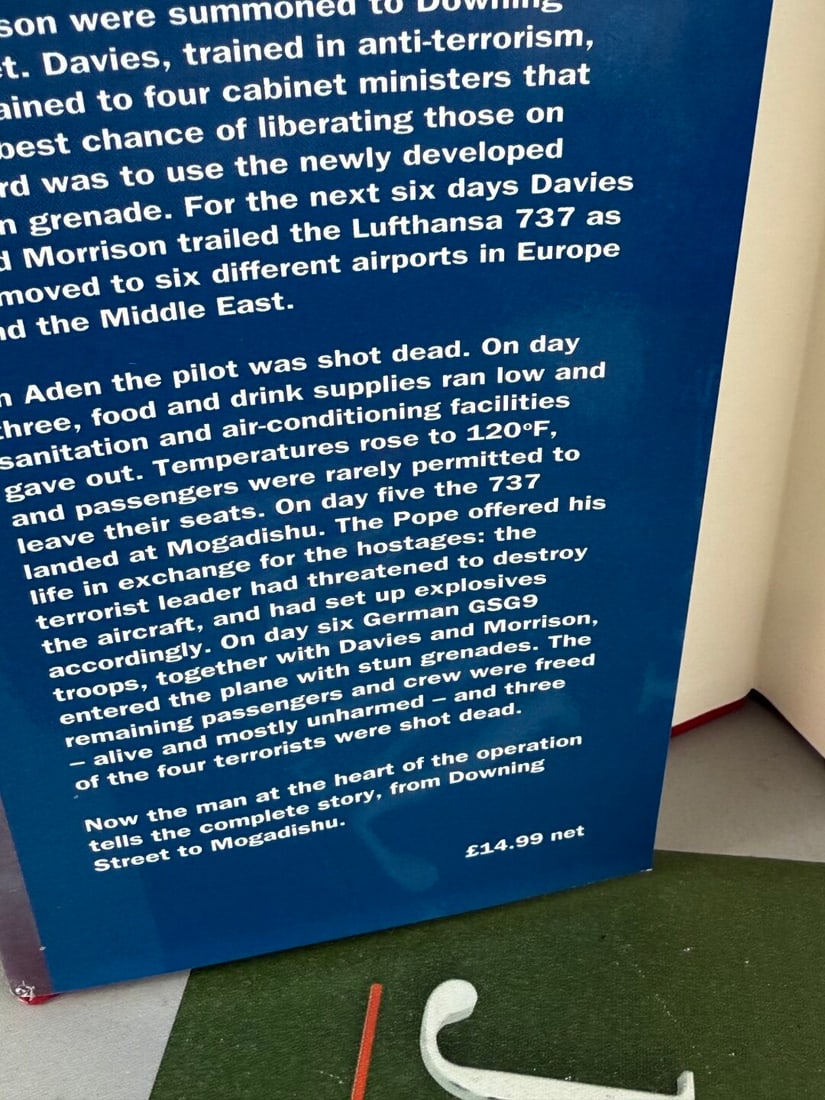 son were summoned to Downing
et. Davies, trained in anti-terrorism,
ained to four cabinet ministers that
best chance of liberating those on
rd was to use the newly developed
n grenade. For the next six days Davies
d Morrison trailed the Lufthansa 737 as
moved to six different airports in Europe
nd the Middle East.
n Aden the pilot was shot dead. On day
three, food and drink supplies ran low and
sanitation and air-conditioning facilities
gave out. Temperatures rose to 120°F,
and passengers were rarely permitted to
leave their seats. On day five the 737
landed at Mogadishu. The Pope offered his
life in exchange for the hostages: the
terrorist leader had threatened to destroy
the aircraft, and had set up explosives
accordingly. On day six German GSG9
troops, together with Davies and Morrison,
entered the plane with stun grenades. The
remaining passengers and crew were freed
– alive and mostly unharmed – and three
of the four terrorists were shot dead.
Now the man at the heart of the operation
tells the complete story, from Downing
Street to Mogadishu.
£14.99 net